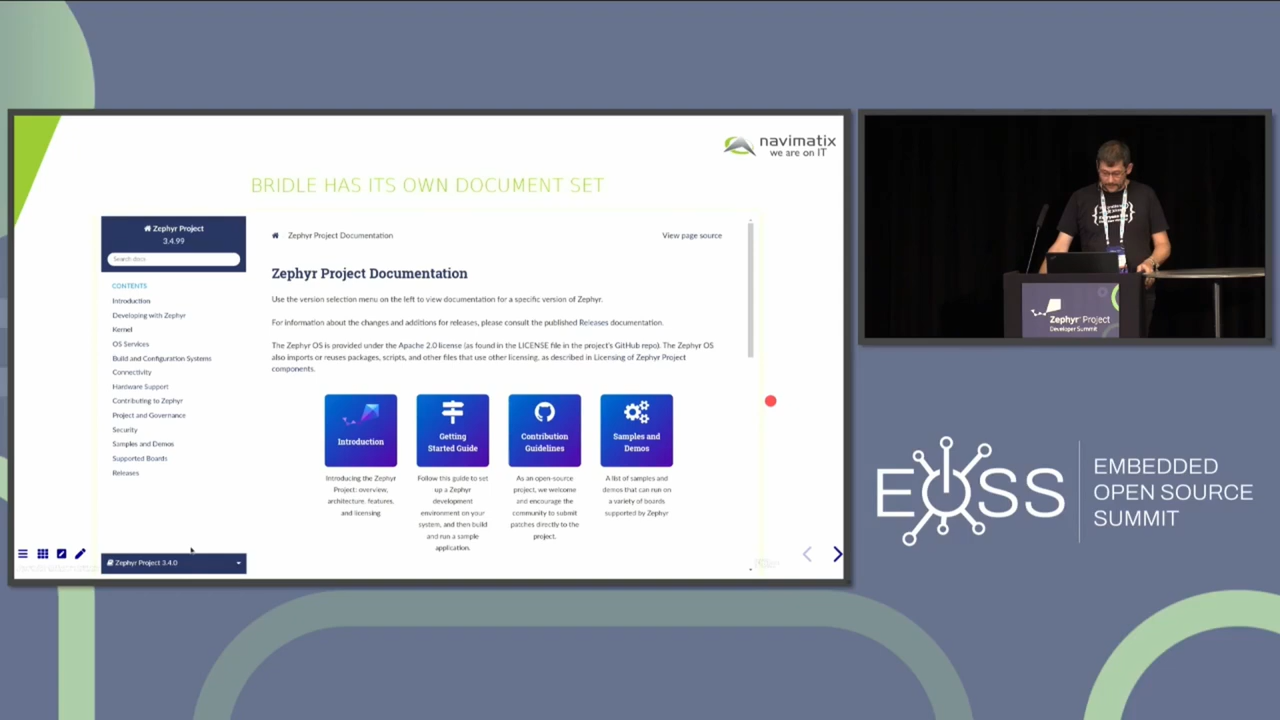 navimatix
we are on IT
BRIDLE HAS ITS OWN DOCUMENT SET
Zephyr Project
3.4.99
Search docs
CONTENTS
Introduction
Developing with Zephyr
Kernel
OS Services
Build and Configuration Systems
Connectivity
Hardware Support
Contributing to Zephyr
Project and Governance
Security
Samples and Demos
Supported Boards
Releases
Zephyr Project 3.4.0
Zephyr Project Documentation
View page source
Zephyr Project Documentation
Use the version selection menu on the left to view documentation for a specific version of Zephyr.
For information about the changes and additions for releases, please consult the published Releases documentation.
The Zephyr OS is provided under the Apache 2.0 license (as found in the LICENSE file in the project's GitHub repo). The Zephyr OS
also imports or reuses packages, scripts, and other files that use other licensing, as described in Licensing of Zephyr Project
components.
Introduction
Introducing the Zephyr
Project: overview,
architecture, features,
and licensing
Getting
Started Guide
Follow this guide to set
up a Zephyr
development
environment on your
system, and then build
and run a sample
application.
Contribution
Guidelines
As an open-source
project, we welcome
and encourage the
community to submit
patches directly to the
project.
Samples and
Demos
A list of samples and
demos that can run on
a variety of boards
supported by Zephyr
Zephyr Project
Developer Summit
EOSS
EMBEDDED
OPEN SOURCE
SUMMIT